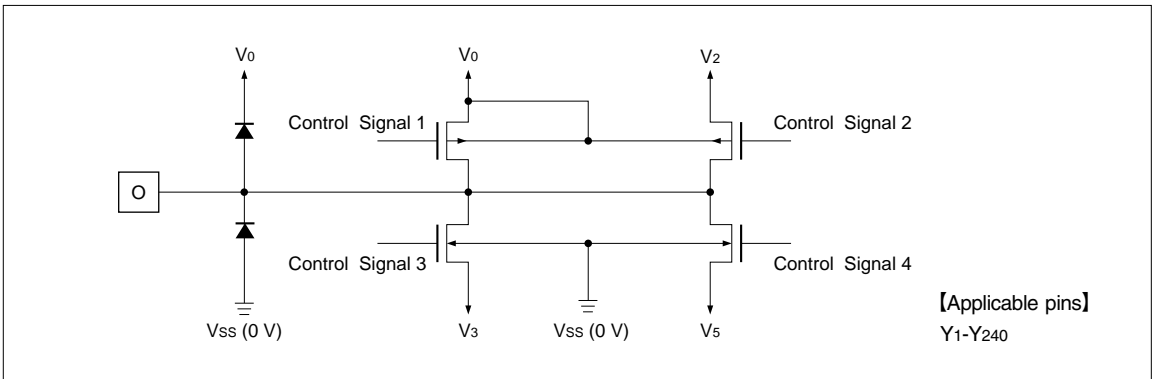 V0 V0 V2
Control Signal 1 Control Signal 2
O
Control Signal 3 Control Signal 4
VSS (0 V) V3 VSS (0 V) V5
【Applicable pins】
Y1-Y240